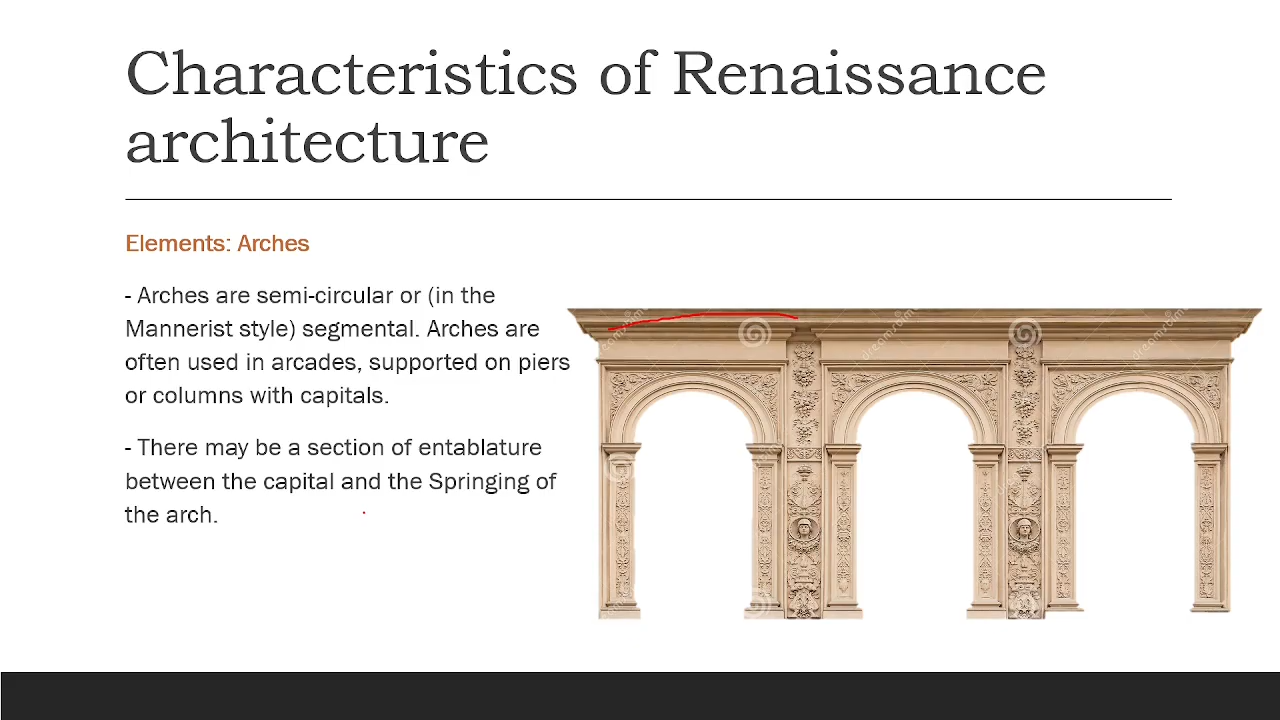 Characteristics of Renaissance
architecture
Elements: Arches
- Arches are semi-circular or (in the
Mannerist style) segmental. Arches are
often used in arcades, supported on piers
or columns with capitals.
- There may be a section of entablature
between the capital and the Springing of
the arch.